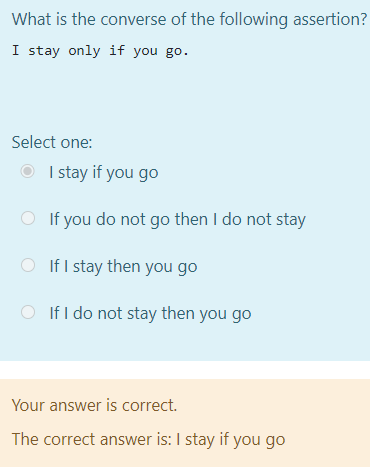 What is the converse of the following assertion?
I stay only if you go.
Select one:
I stay if you go
If you do not go then I do not stay
If I stay then you go
If I do not stay then you go
Your answer is correct.
The correct answer is: I stay if you go